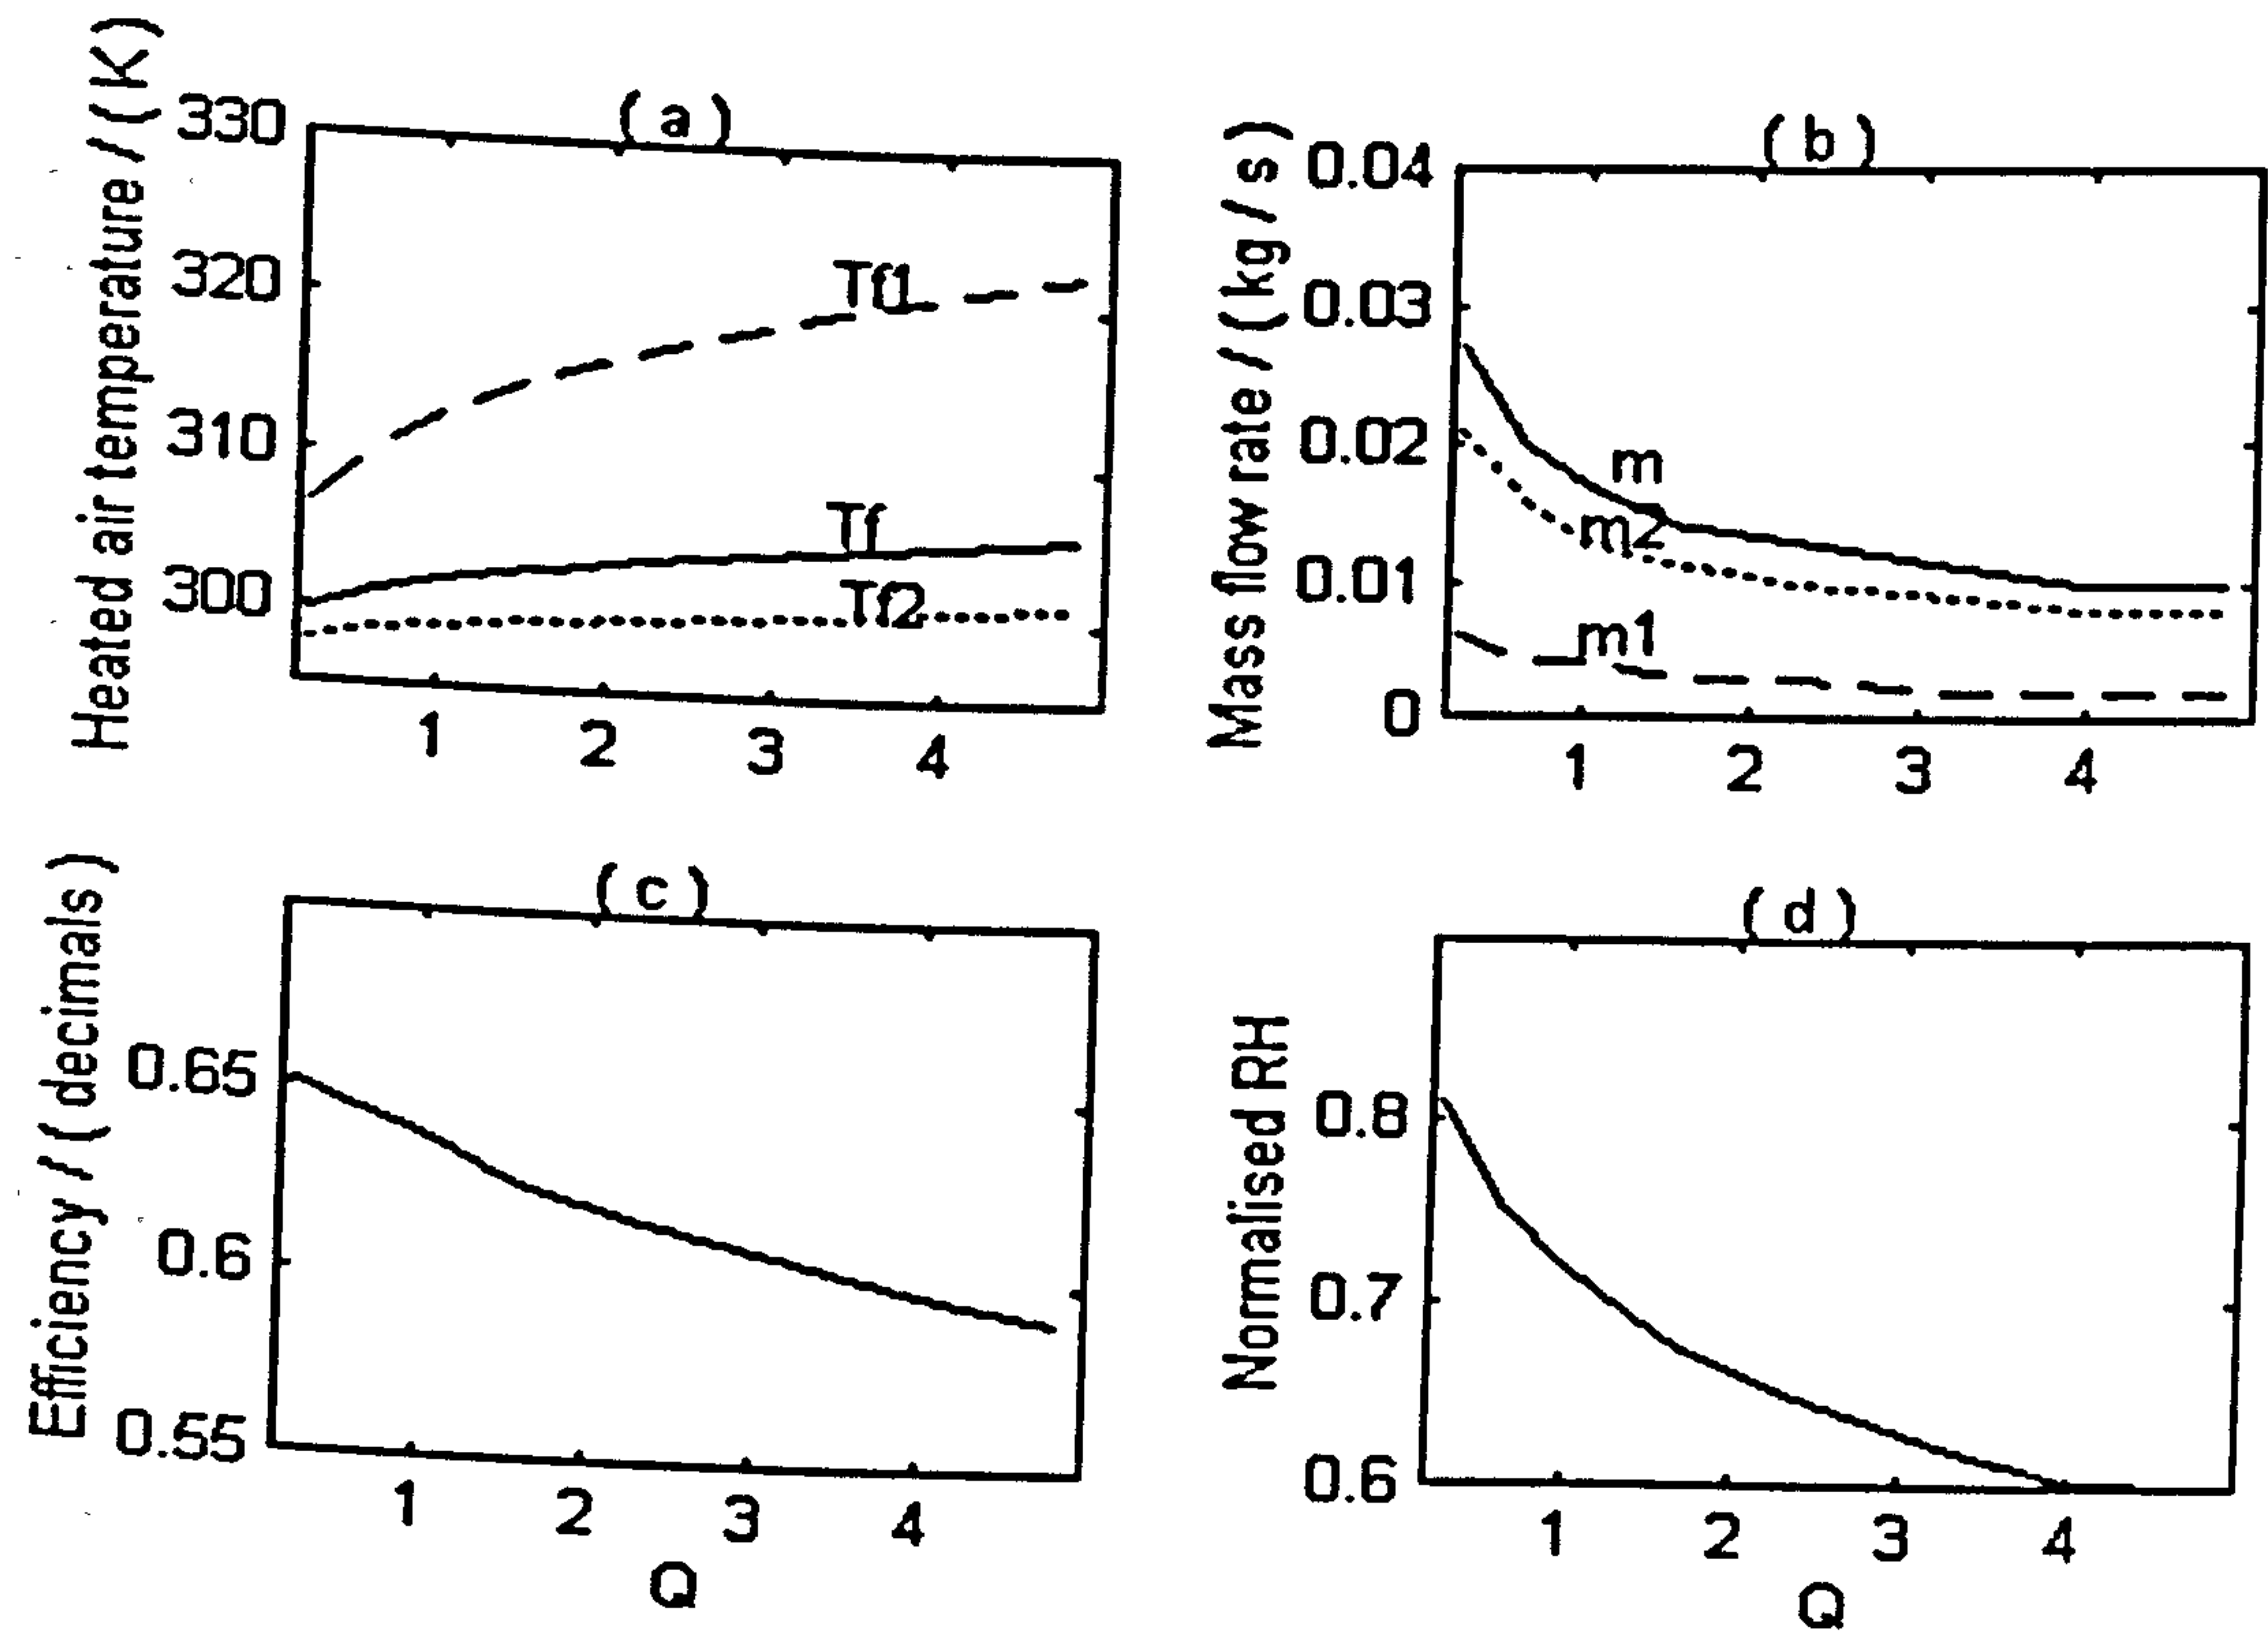 (a)
Heated air temperature / (K)
330
320
310
300
Tf1
Tf
Tf2
1 2 3 4
(b)
Mass flow rate / (kg / s)
0.04
0.03
0.02
0.01
0
m
m2
m1
1 2 3 4
(c)
Efficiency / (decimals)
0.65
0.6
0.55
1 2 3 4
Q
(d)
Normalised RH
0.8
0.7
0.6
1 2 3 4
Q